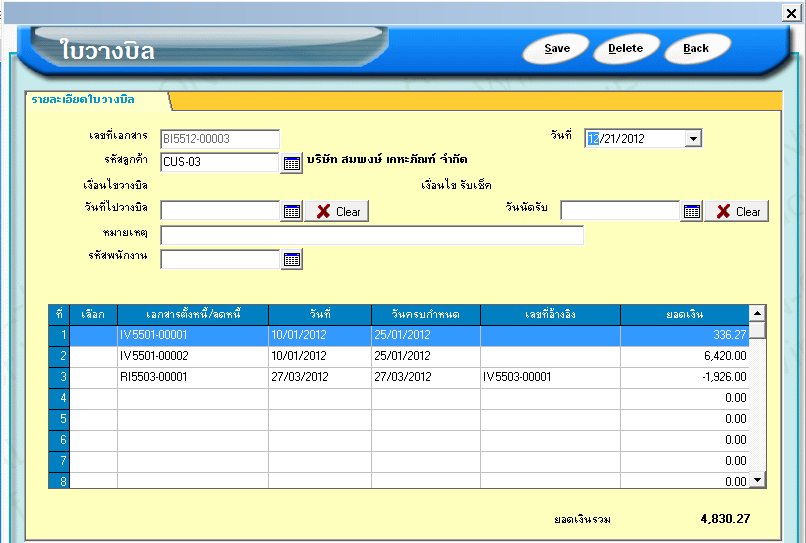 ใบวางบิล Save Delete Back
รายละเอียดใบวางบิล
เลขที่เอกสาร BI5512-00003 วันที่ 12/21/2012
รหัสลูกค้า CUS-03 บริษัท สมพงษ์ เคหะภัณฑ์ จำกัด
เงื่อนไขวางบิล เงื่อนไข รับเช็ค
วันที่ไปวางบิล Clear วันนัดรับ Clear
หมายเหตุ
รหัสพนักงาน
ที่ เลือก เอกสารตั้งหนี้/ลดหนี้ วันที่ วันครบกำหนด เลขที่อ้างอิง ยอดเงิน
1 IV5501-00001 10/01/2012 25/01/2012 336.27
2 IV5501-00002 10/01/2012 25/01/2012 6,420.00
3 RI5503-00001 27/03/2012 27/03/2012 IV5503-00001 -1,926.00
4 0.00
5 0.00
6 0.00
7 0.00
8 0.00
ยอดเงินรวม 4,830.27